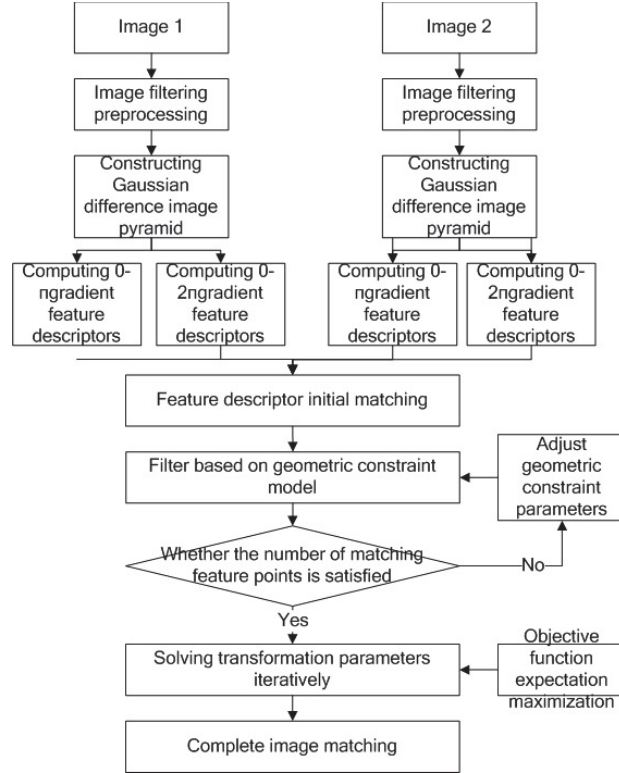 Image 1
Image 2
Image filtering
preprocessing
Image filtering
preprocessing
Constructing
Gaussian
difference image
pyramid
Constructing
Gaussian
difference image
pyramid
Computing 0-
πgradient
feature
descriptors
Computing 0-
2πgradient
feature
descriptors
Computing 0-
πgradient
feature
descriptors
Computing 0-
2πgradient
feature
descriptors
Feature descriptor initial matching
Filter based on geometric constraint
model
Adjust
geometric
constraint
parameters
Whether the number of matching
feature points is satisfied
No
Yes
Solving transformation parameters
iteratively
Objective
function
expectation
maximization
Complete image matching